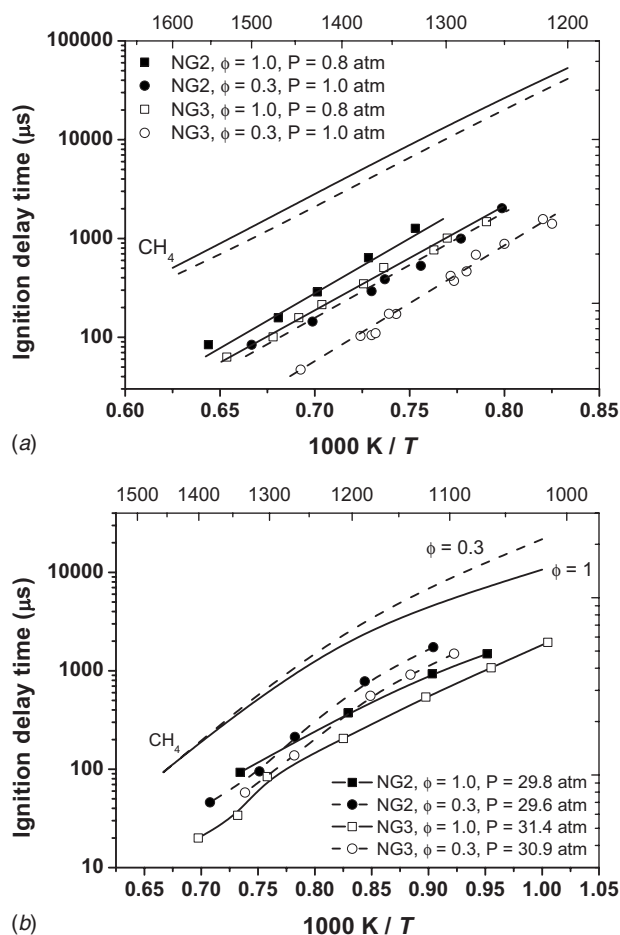 1600 1500 1400 1300 1200
100000
10000
1000
100
Ignition delay time (μs)
■ NG2, ϕ = 1.0, P = 0.8 atm
● NG2, ϕ = 0.3, P = 1.0 atm
□ NG3, ϕ = 1.0, P = 0.8 atm
○ NG3, ϕ = 0.3, P = 1.0 atm
CH₄
0.60 0.65 0.70 0.75 0.80 0.85
1000 K / T
(a)
1500 1400 1300 1200 1100 1000
10000
1000
100
10
Ignition delay time (μs)
ϕ = 0.3
ϕ = 1
CH₄
■ NG2, ϕ = 1.0, P = 29.8 atm
● NG2, ϕ = 0.3, P = 29.6 atm
□ NG3, ϕ = 1.0, P = 31.4 atm
○ NG3, ϕ = 0.3, P = 30.9 atm
0.65 0.70 0.75 0.80 0.85 0.90 0.95 1.00 1.05
1000 K / T
(b)